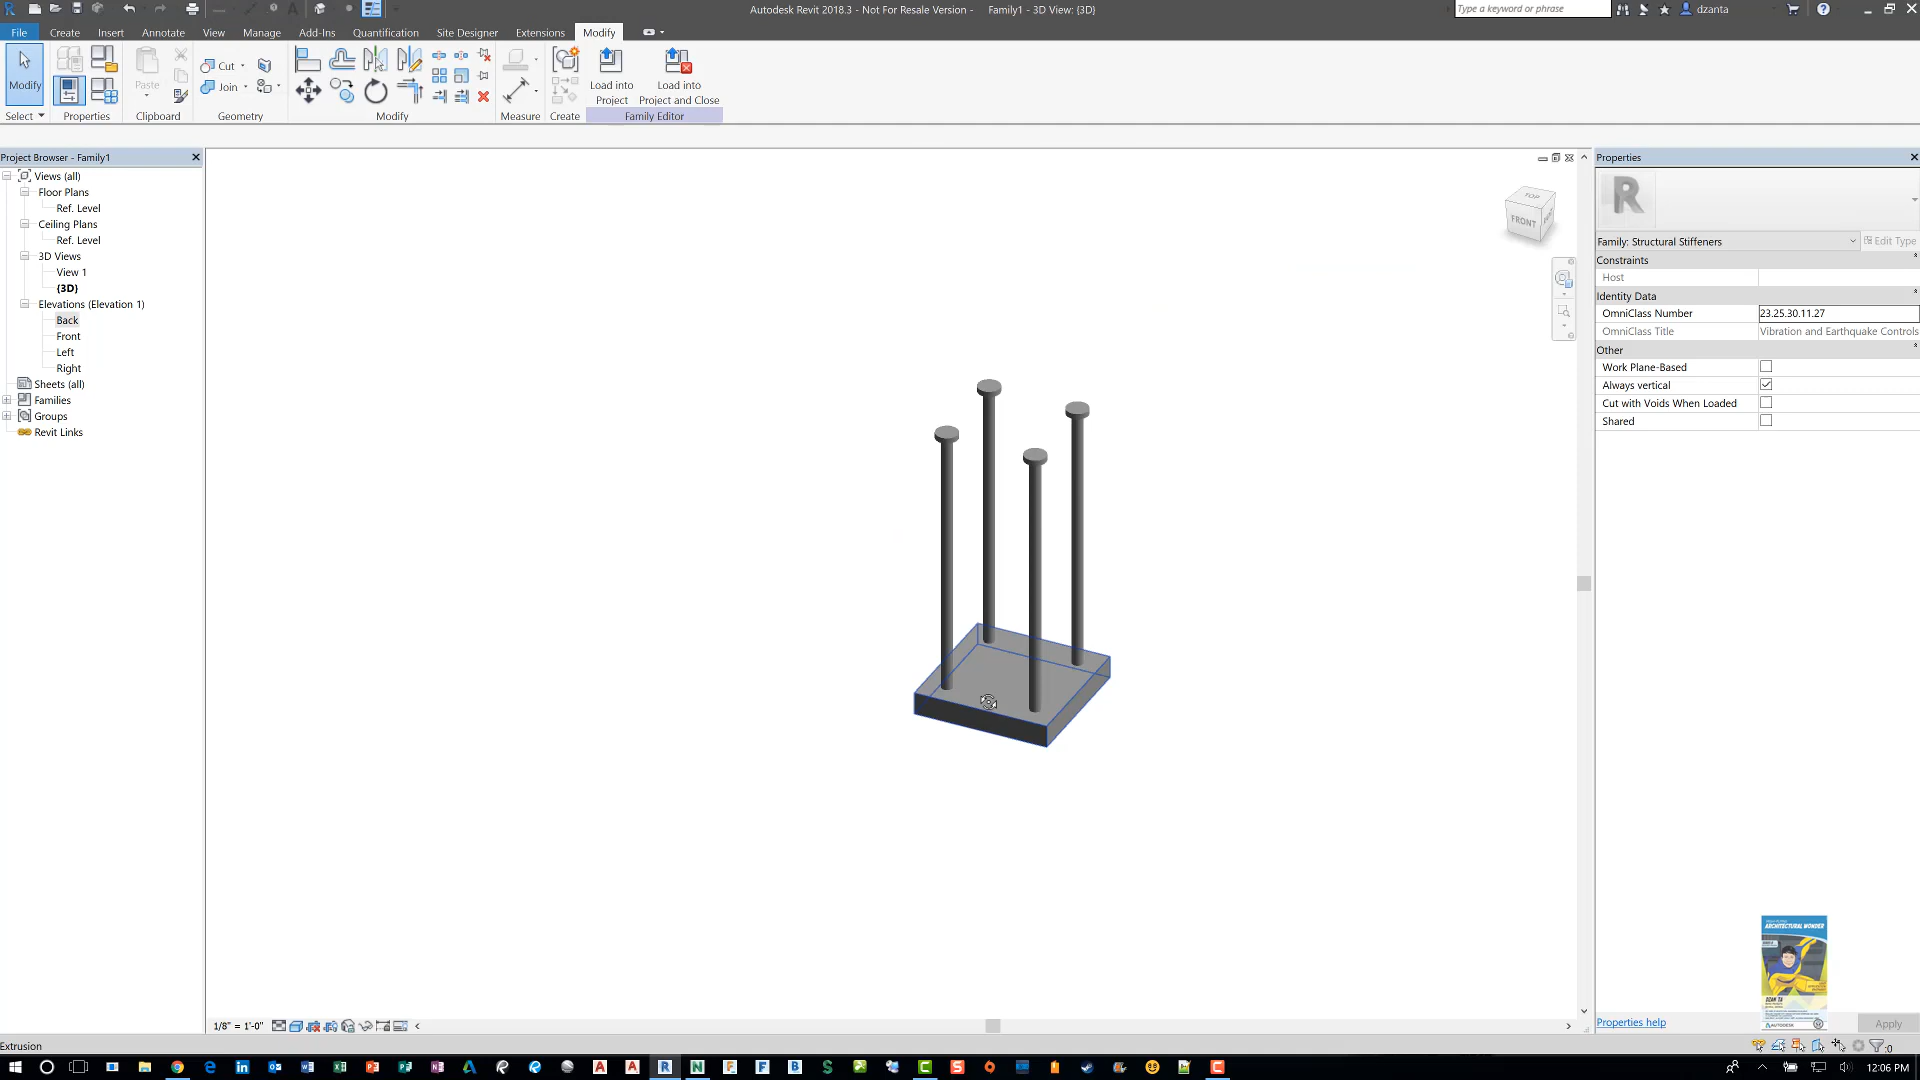 Autodesk Revit 2018.3 - Not For Resale Version - Family1 - 3D View: {3D}
Type a keyword or phrase
dzanta
File Create Insert Annotate View Manage Add-Ins Quantification Site Designer Extensions Modify
Modify
Paste
Cut
Join
Load into
Project
Load into
Project and Close
Select Properties Clipboard Geometry Modify Measure Create Family Editor
Project Browser - Family1
Views (all)
Floor Plans
Ref. Level
Ceiling Plans
Ref. Level
3D Views
View 1
{3D}
Elevations (Elevation 1)
Back
Front
Left
Right
Sheets (all)
Families
Groups
Revit Links
TOP
FRONT
Properties
R
Family: Structural Stiffeners
Edit Type
Constraints
Host
Identity Data
OmniClass Number 23.25.30.11.27
OmniClass Title Vibration and Earthquake Controls
Other
Work Plane-Based
Always vertical
Cut with Voids When Loaded
Shared
ARCHITECTURAL WONDER
AUTODESK
Properties help
Apply
1/8" = 1'-0"
Extrusion
:0
12:06 PM